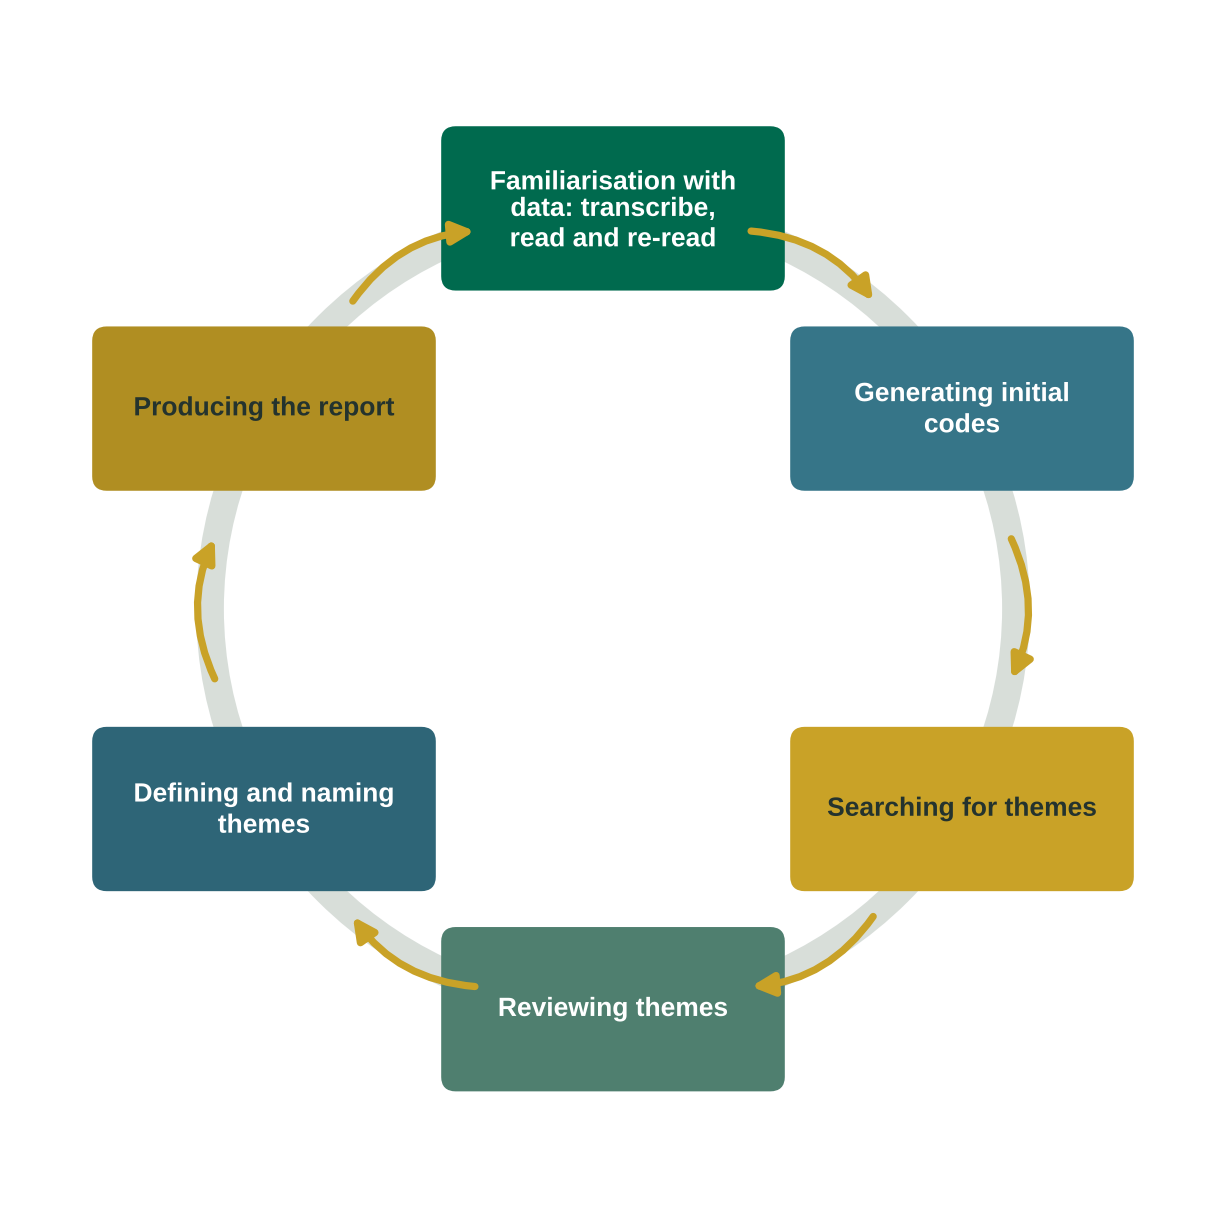 Familiarisation with
data: transcribe,
read and re-read
Generating initial
codes
Searching for themes
Reviewing themes
Defining and naming
themes
Producing the report